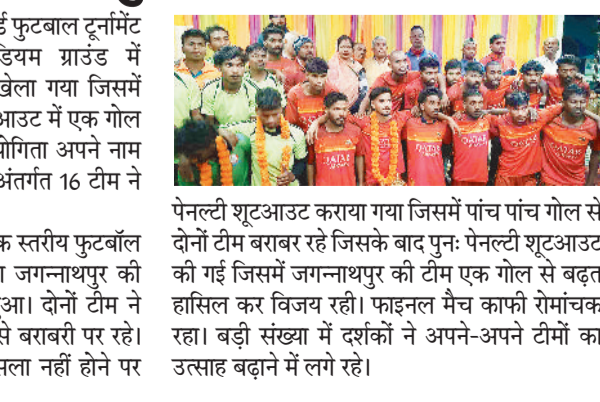 फुटबाल टूर्नामेंट
डियम ग्राउंड में
खेला गया जिसमें
आउट में एक गोल
योगिता अपने नाम
अंतर्गत 16 टीम ने
क स्तरीय फुटबॉल
जगन्नाथपुर की
हुआ। दोनों टीम ने
से बराबरी पर रहे।
सला नहीं होने पर
पेनल्टी शूटआउट कराया गया जिसमें पांच पांच गोल से
दोनों टीम बराबर रहे जिसके बाद पुनः पेनल्टी शूटआउट
की गई जिसमें जगन्नाथपुर की टीम एक गोल से बढ़त
हासिल कर विजय रही। फाइनल मैच काफी रोमांचक
रहा। बड़ी संख्या में दर्शकों ने अपने-अपने टीमों का
उत्साह बढ़ाने में लगे रहे।